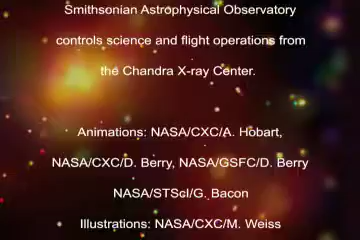 Smithsonian Astrophysical Observatory
controls science and flight operations from
the Chandra X-ray Center.
Animations: NASA/CXC/A. Hobart,
NASA/CXC/D. Berry, NASA/GSFC/D. Berry
NASA/STScI/G. Bacon
Illustrations: NASA/CXC/M. Weiss